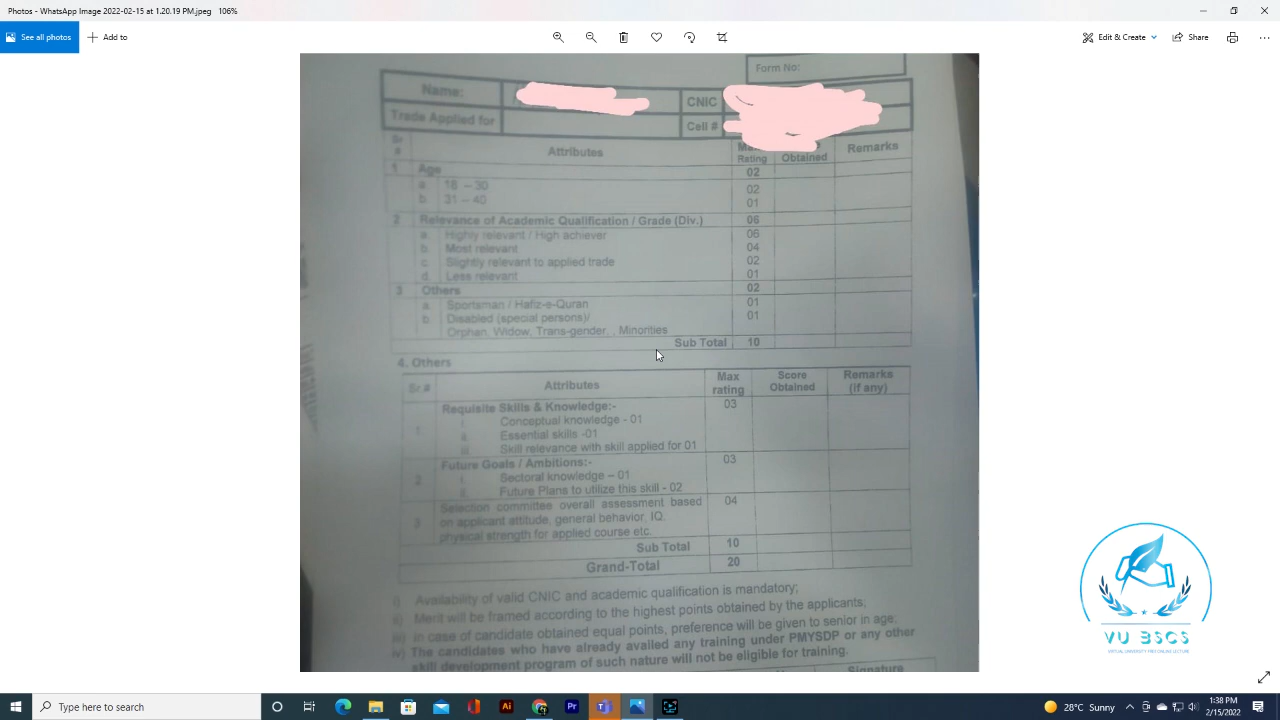 Photos - WhatsApp Image 2022-02-15 at 1.20.19 PM.jpeg 106%
See all photos
Add to
Edit & Create
Share
Form No:
Name:
CNIC
Trade Applied for
Cell #
Sr # Attributes Max Rating Obtained Remarks
1 Age 02
a. 18 – 30 02
b. 31 – 40 01
2 Relevance of Academic Qualification / Grade (Div.) 06
a. Highly relevant / High achiever 06
b. Most relevant 04
c. Slightly relevant to applied trade 02
d. Less relevant 01
3 Others 02
a. Sportsman / Hafiz-e-Quran 01
b. Disabled (special persons)/ 01
Orphan, Widow, Trans-gender, , Minorities
Sub Total 10
4. Others
Sr.# Attributes Max rating Score Obtained Remarks (if any)
1. Requisite Skills & Knowledge:- 03
i. Conceptual knowledge - 01
ii. Essential skills -01
iii. Skill relevance with skill applied for 01
2 Future Goals / Ambitions:- 03
i. Sectoral knowledge – 01
ii. Future Plans to utilize this skill - 02
3 Selection committee overall assessment based 04
on applicant attitude, general behavior, IQ,
physical strength for applied course etc.
Sub Total 10
Grand-Total 20
i) Availability of valid CNIC and academic qualification is mandatory;
ii) Merit will be framed according to the highest points obtained by the applicants;
iii) In case of candidate obtained equal points, preference will be given to senior in age;
iv) The candidates who have already availed any training under PMYSDP or any other
skill development program of such nature will not be eligible for training.
Signature
VU BSCS
VIRTUAL UNIVERSITY FREE ONLINE LECTURE
Type here to search
Ai
Pr
28°C Sunny
1:38 PM
2/15/2022